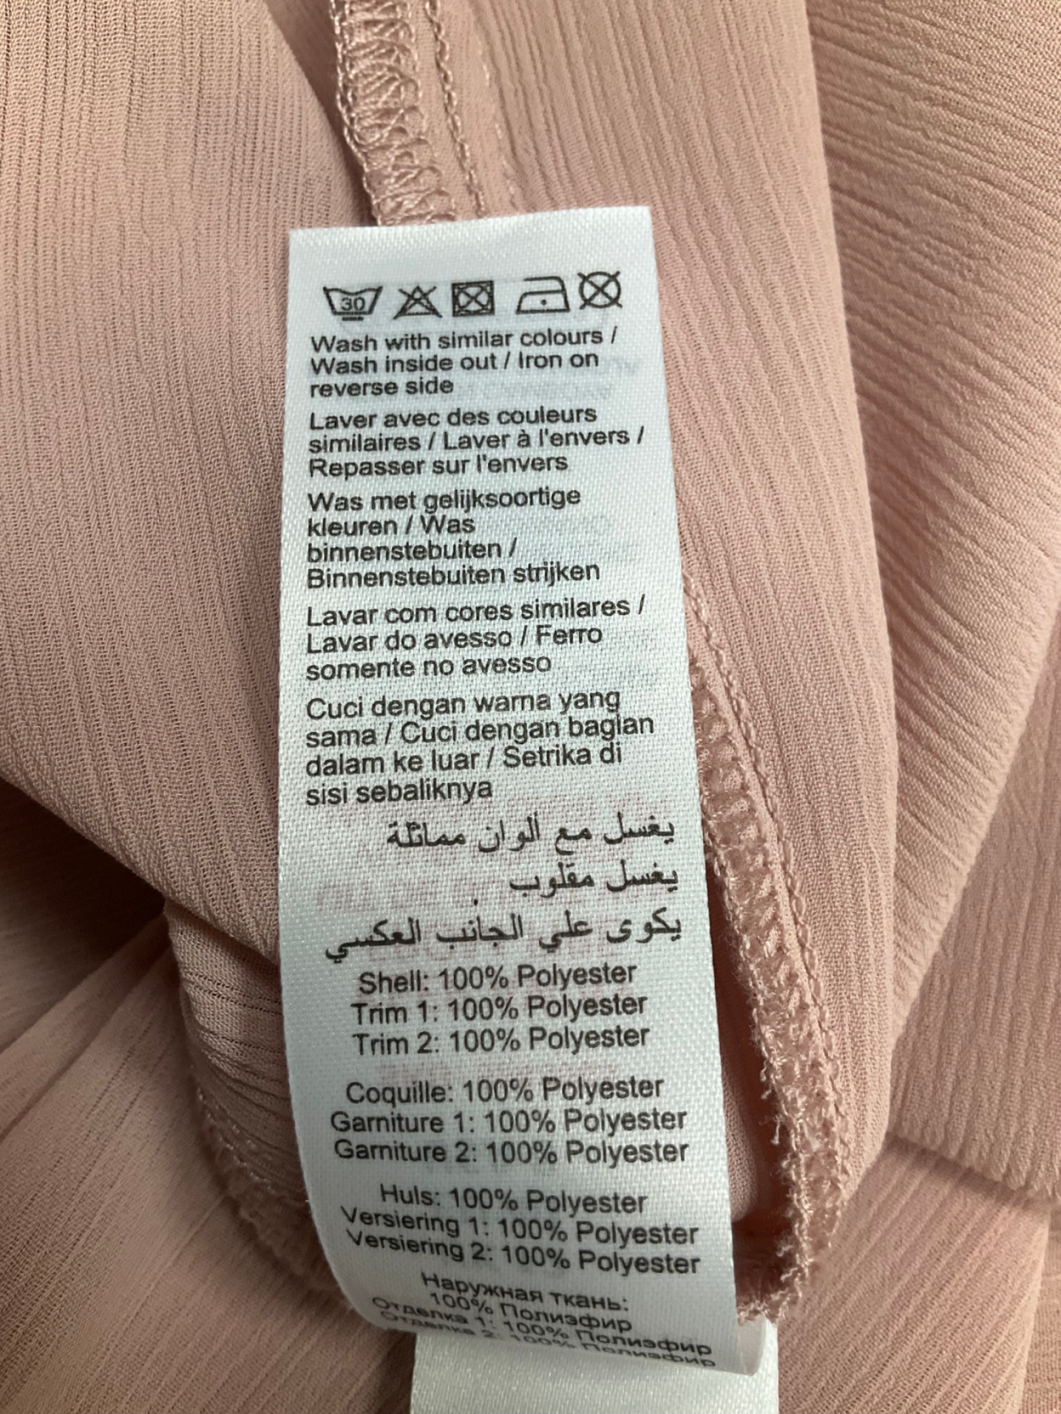 30
Wash with similar colours /
Wash inside out / Iron on
reverse side
Laver avec des couleurs
similaires / Laver à l'envers /
Repasser sur l'envers
Was met gelijksoortige
kleuren / Was
binnenstebuiten /
Binnenstebuiten strijken
Lavar com cores similares /
Lavar do avesso / Ferro
somente no avesso
Cuci dengan warna yang
sama / Cuci dengan bagian
dalam ke luar / Setrika di
sisi sebaliknya
يغسل مع ألوان مماثلة
يغسل مقلوب
يكوى علي الجانب العكسي
Shell: 100% Polyester
Trim 1: 100% Polyester
Trim 2: 100% Polyester
Coquille: 100% Polyester
Garniture 1: 100% Polyester
Garniture 2: 100% Polyester
Huls: 100% Polyester
Versiering 1: 100% Polyester
Versiering 2: 100% Polyester
Наружная ткань:
100% Полиэфир
Отделка 1: 100% Полиэфир
Отделка 2: 100% Полиэфир